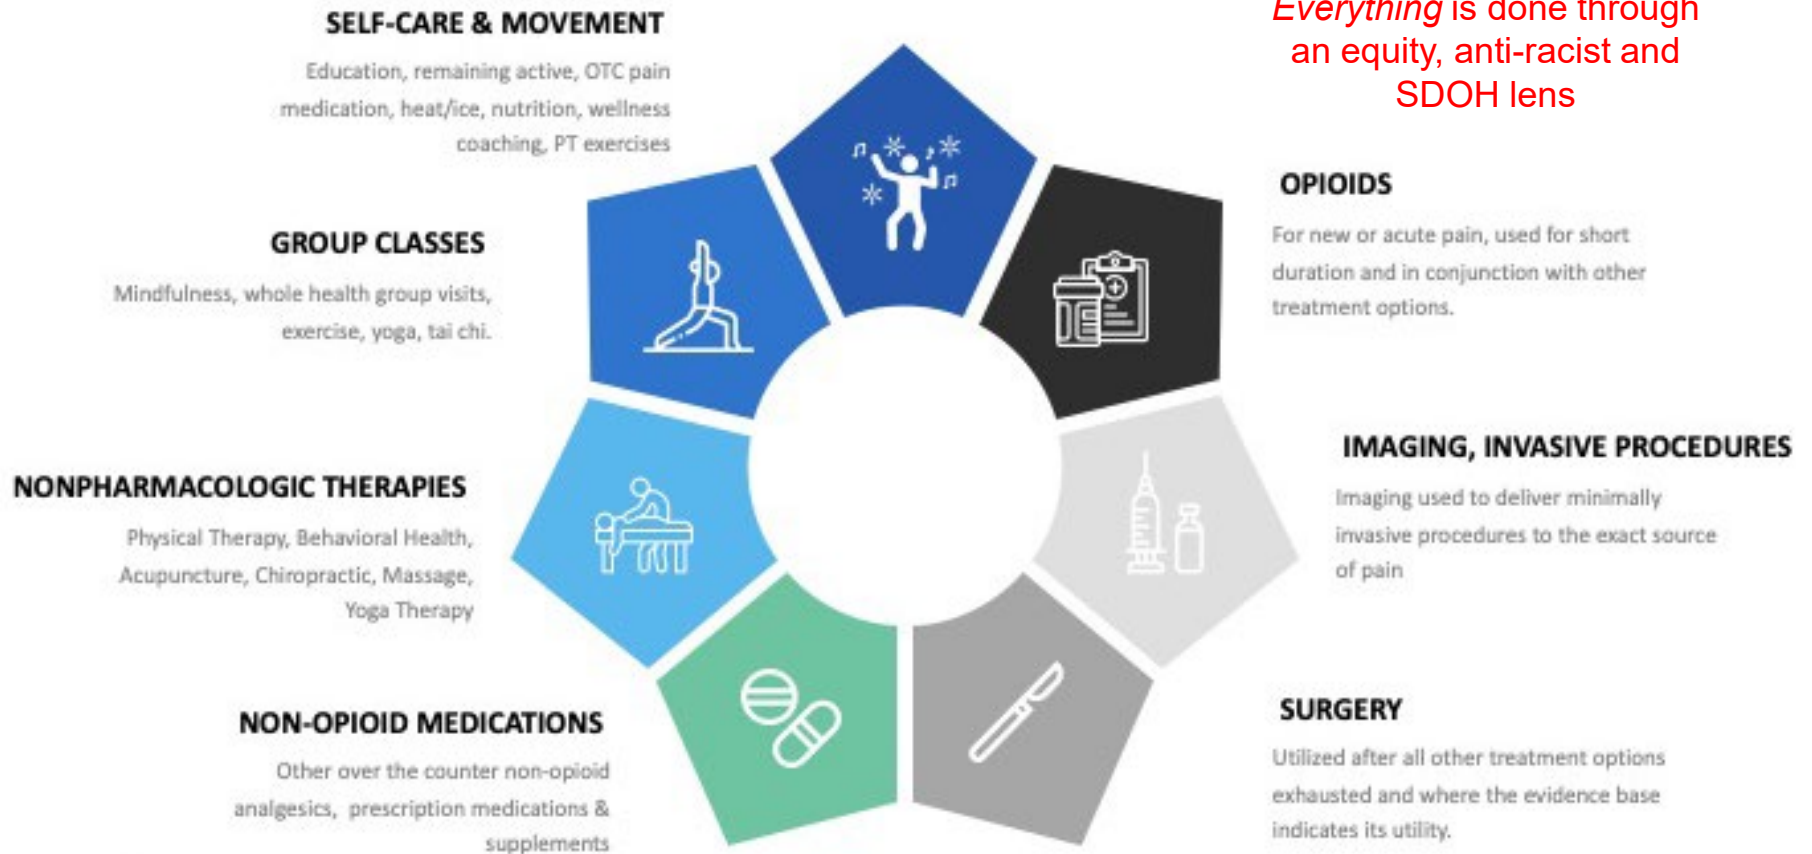 SELF-CARE & MOVEMENT
Education, remaining active, OTC pain
medication, heat/ice, nutrition, wellness
coaching, PT exercises
GROUP CLASSES
Mindfulness, whole health group visits,
exercise, yoga, tai chi.
NONPHARMACOLOGIC THERAPIES
Physical Therapy, Behavioral Health,
Acupuncture, Chiropractic, Massage,
Yoga Therapy
NON-OPIOID MEDICATIONS
Other over the counter non-opioid
analgesics, prescription medications &
supplements
Everything is done through
an equity, anti-racist and
SDOH lens
OPIOIDS
For new or acute pain, used for short
duration and in conjunction with other
treatment options.
IMAGING, INVASIVE PROCEDURES
Imaging used to deliver minimally
invasive procedures to the exact source
of pain
SURGERY
Utilized after all other treatment options
exhausted and where the evidence base
indicates its utility.